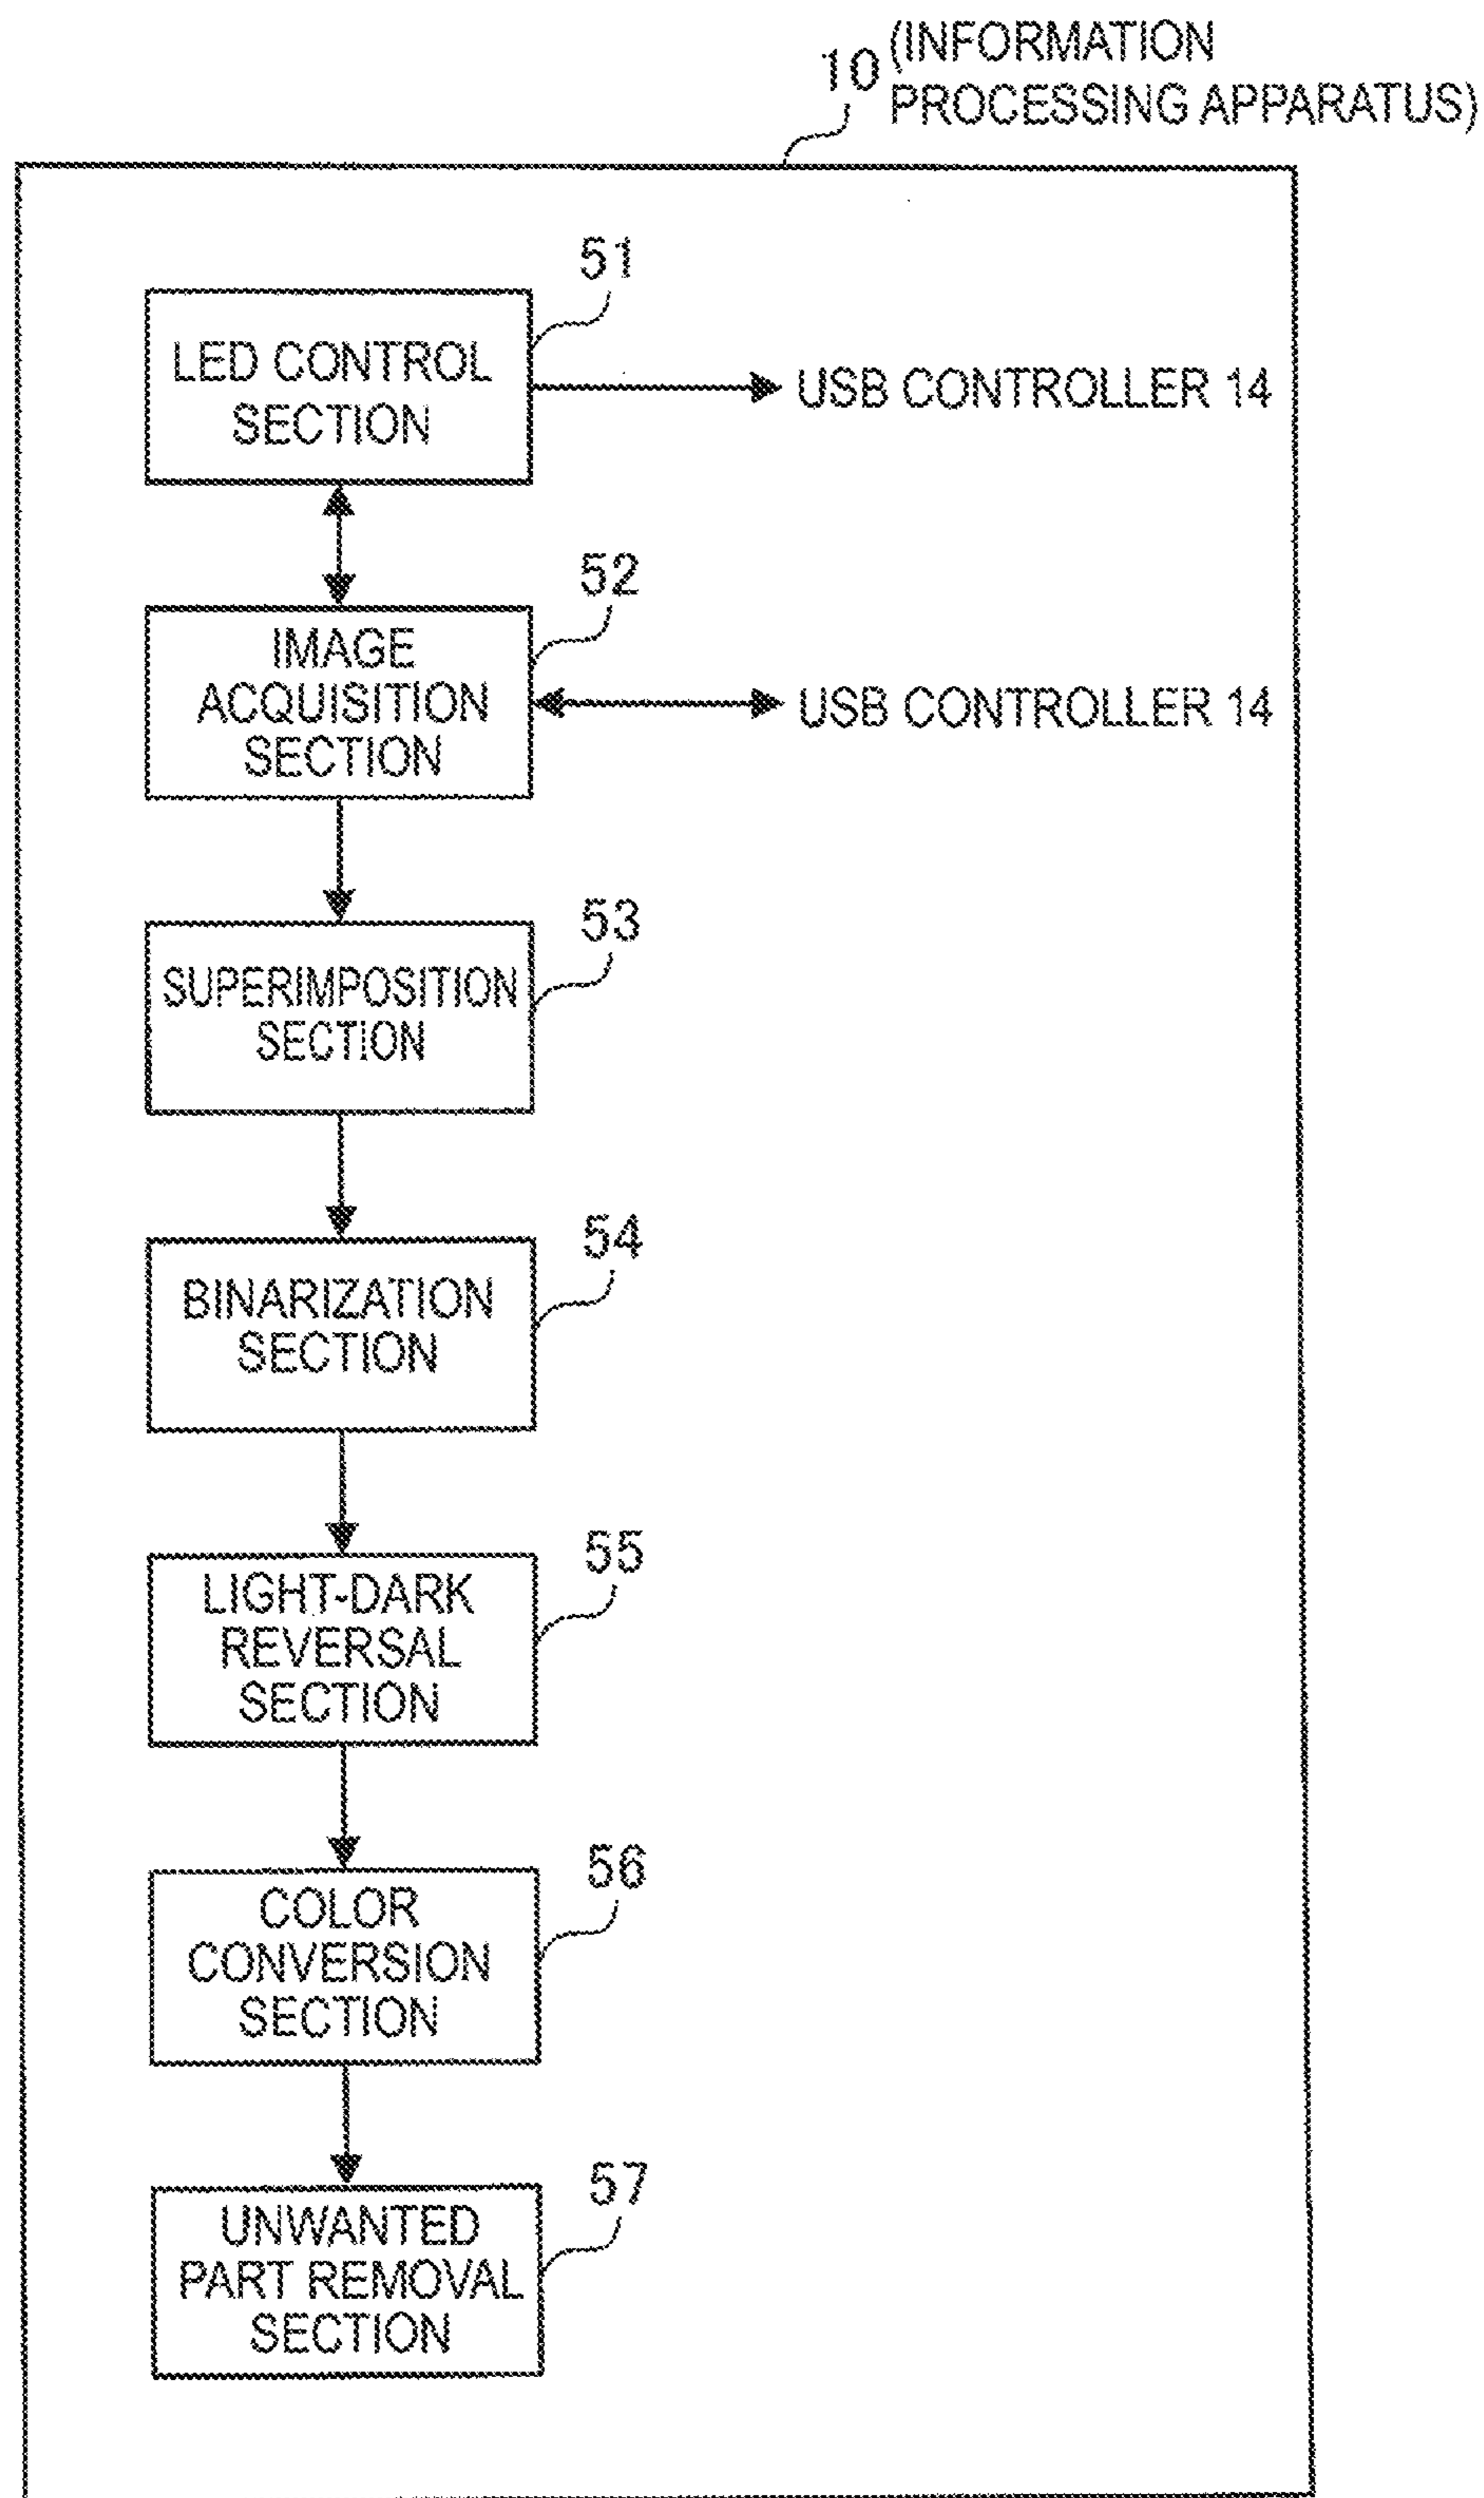 10 (INFORMATION
PROCESSING APPARATUS)
51
LED CONTROL
SECTION
USB CONTROLLER 14
52
IMAGE
ACQUISITION
SECTION
USB CONTROLLER 14
53
SUPERIMPOSITION
SECTION
54
BINARIZATION
SECTION
55
LIGHT-DARK
REVERSAL
SECTION
56
COLOR
CONVERSION
SECTION
57
UNWANTED
PART REMOVAL
SECTION